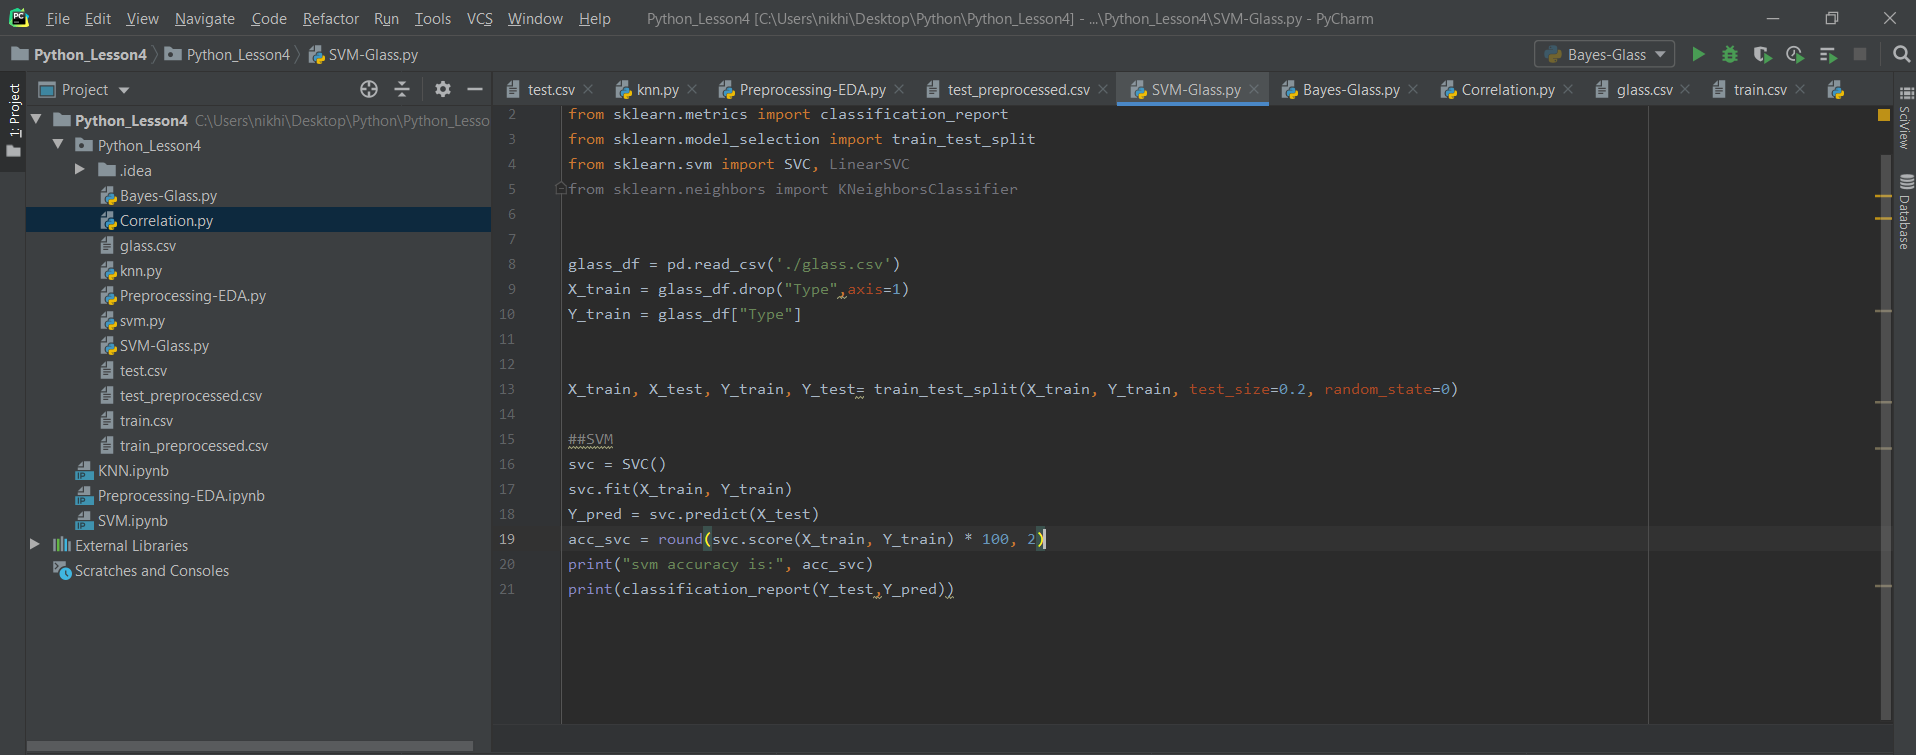 PC File Edit View Navigate Code Refactor Run Tools VCS Window Help Python_Lesson4 [C:\Users\nikhi\Desktop\Python\Python_Lesson4] - ...\Python_Lesson4\SVM-Glass.py - PyCharm
Python_Lesson4 Python_Lesson4 SVM-Glass.py Bayes-Glass
1: Project
Project
test.csv knn.py Preprocessing-EDA.py test_preprocessed.csv SVM-Glass.py Bayes-Glass.py Correlation.py glass.csv train.csv
Python_Lesson4 C:\Users\nikhi\Desktop\Python\Python_Lesso
Python_Lesson4
.idea
Bayes-Glass.py
Correlation.py
glass.csv
knn.py
Preprocessing-EDA.py
svm.py
SVM-Glass.py
test.csv
test_preprocessed.csv
train.csv
train_preprocessed.csv
IP KNN.ipynb
IP Preprocessing-EDA.ipynb
IP SVM.ipynb
External Libraries
Scratches and Consoles
2 from sklearn.metrics import classification_report
3 from sklearn.model_selection import train_test_split
4 from sklearn.svm import SVC, LinearSVC
5 from sklearn.neighbors import KNeighborsClassifier
6
7
8 glass_df = pd.read_csv('./glass.csv')
9 X_train = glass_df.drop("Type",axis=1)
10 Y_train = glass_df["Type"]
11
12
13 X_train, X_test, Y_train, Y_test= train_test_split(X_train, Y_train, test_size=0.2, random_state=0)
14
15 ##SVM
16 svc = SVC()
17 svc.fit(X_train, Y_train)
18 Y_pred = svc.predict(X_test)
19 acc_svc = round(svc.score(X_train, Y_train) * 100, 2)
20 print("svm accuracy is:", acc_svc)
21 print(classification_report(Y_test,Y_pred))
SciView
Database